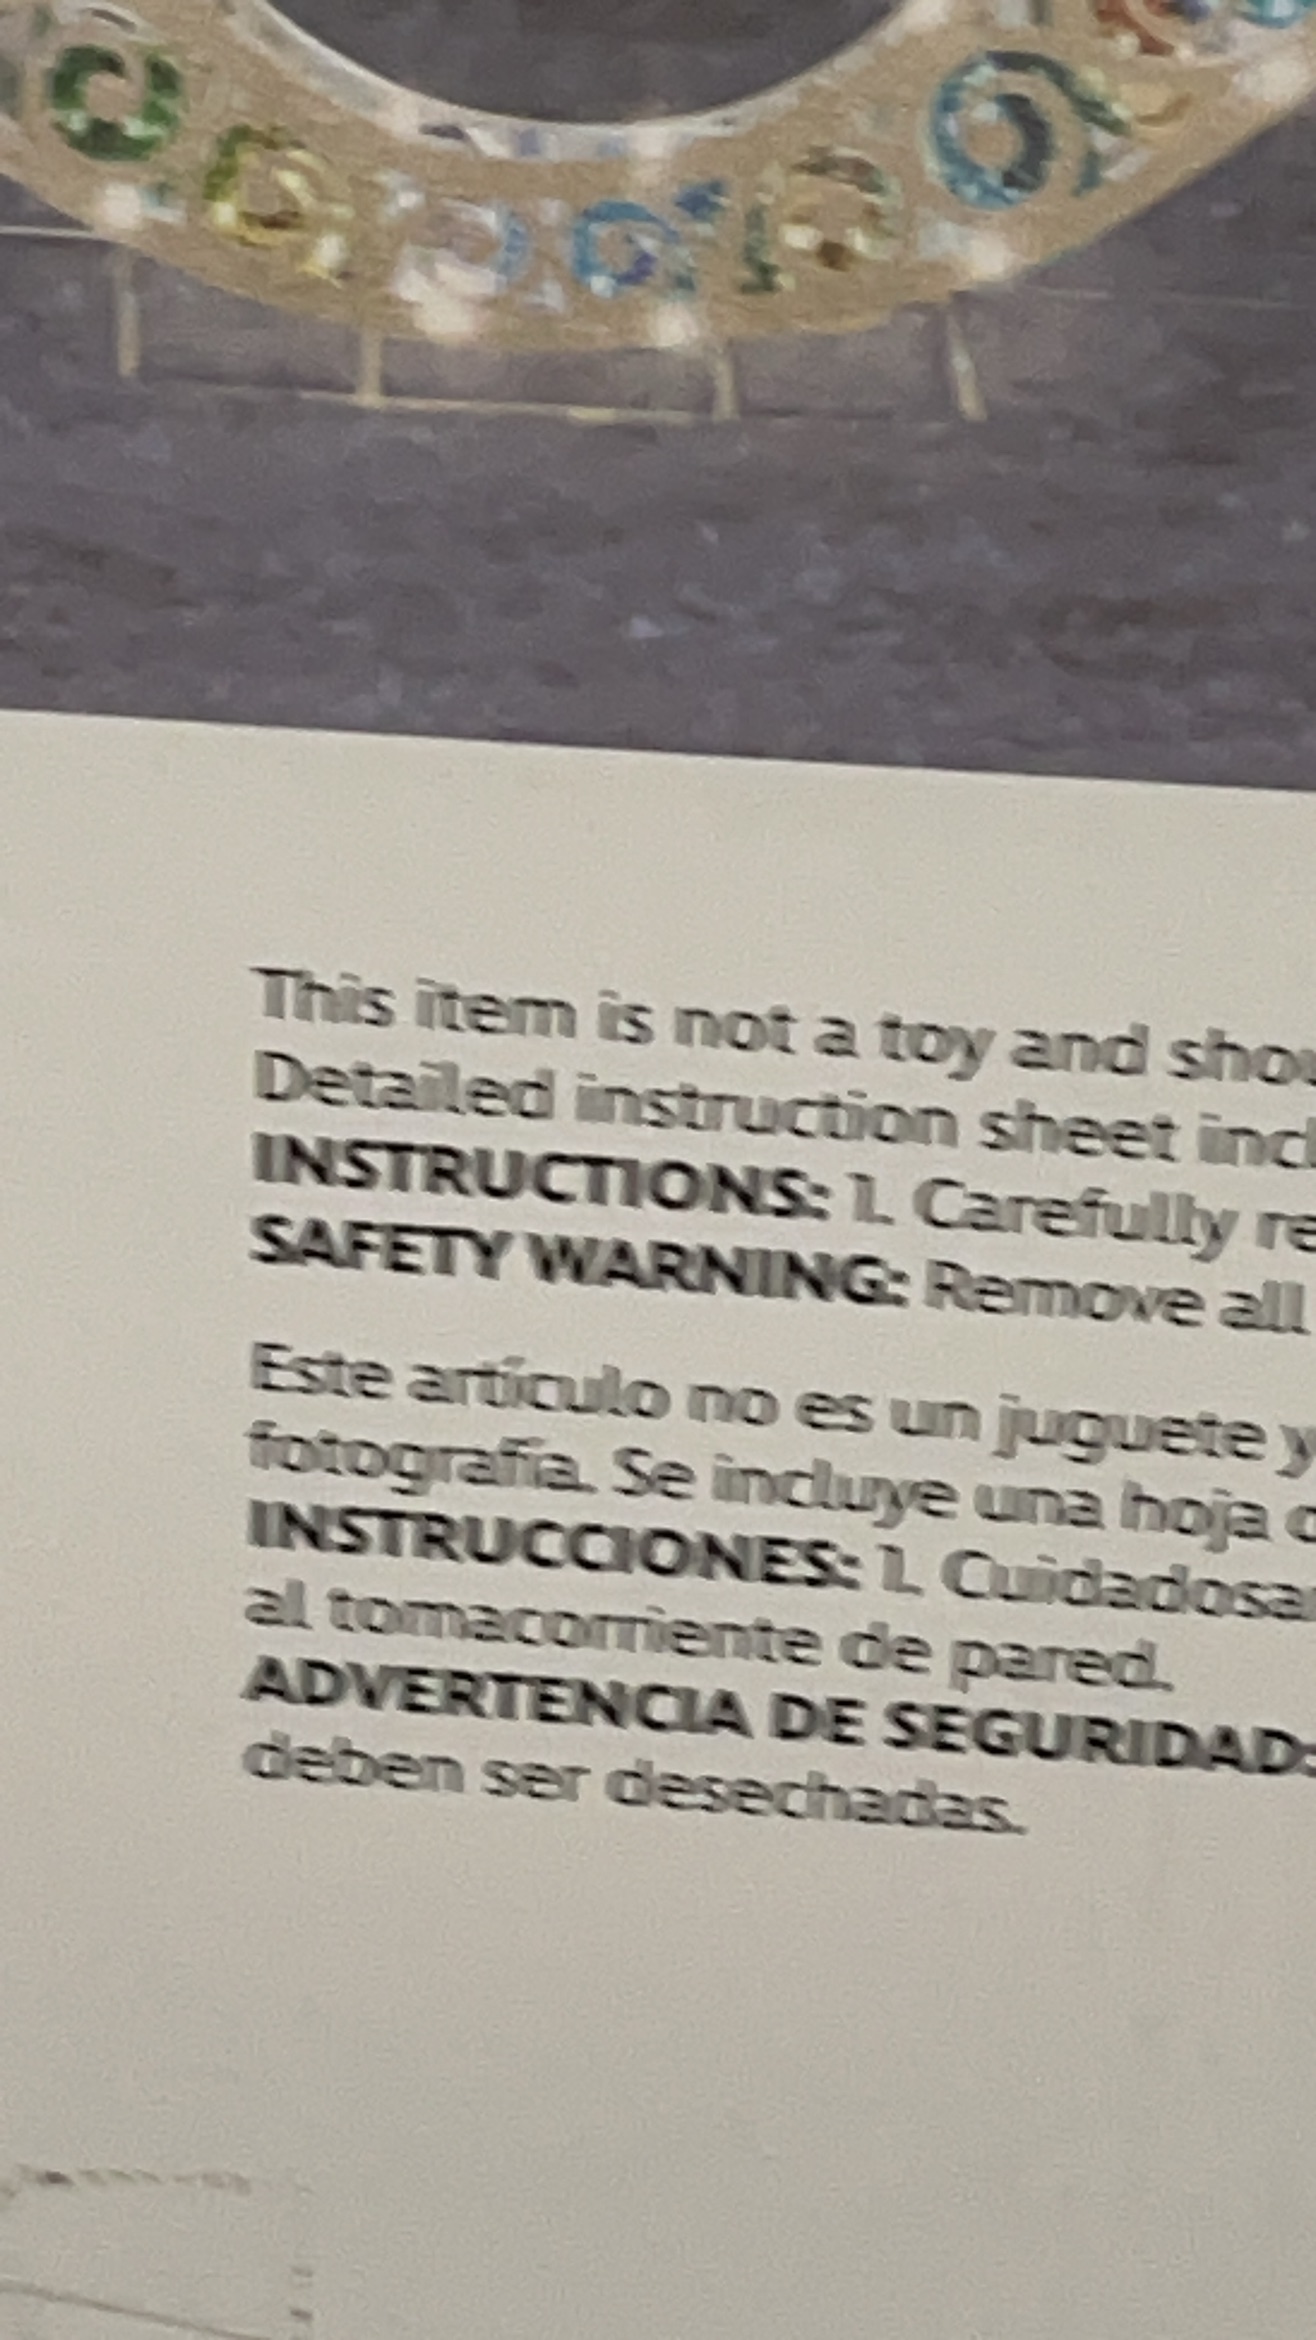 This item is not a toy and
Detailed instruction sheet
INSTRUCTIONS: 1. Carefully
SAFETY WARNING: Remove all
Este artículo no es un juguete y
fotografía. Se incluye una hoja
INSTRUCCIONES: 1.
al tomacorriente de pared.
ADVERTENCIA DE SEGURIDAD:
deben ser desechadas.